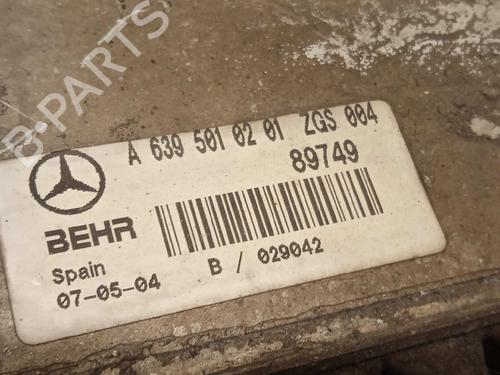 B-PARTS
A 639 501 02 01 ZGS 004
89749
BEHR
Spain B / 029042
07-05-04